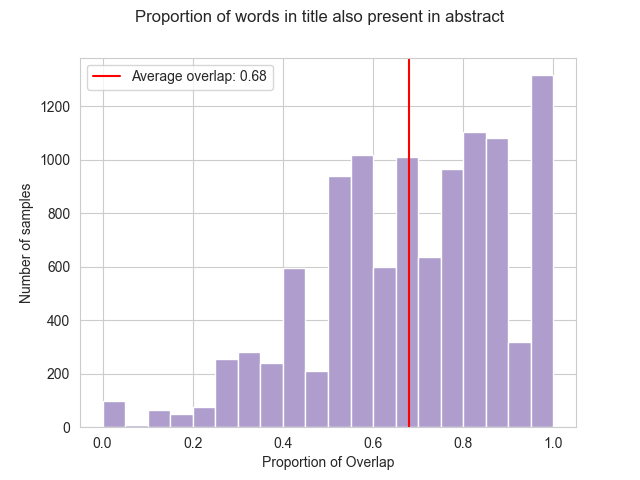 Proportion of words in title also present in abstract
Average overlap: 0.68
Number of samples
1200
1000
800
600
400
200
0
0.0 0.2 0.4 0.6 0.8 1.0
Proportion of Overlap